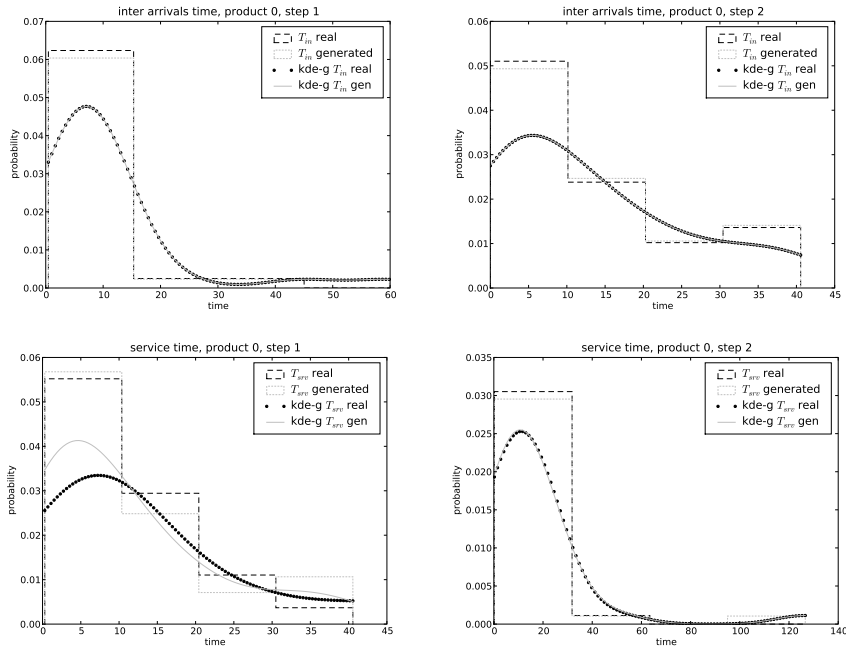 inter arrivals time, product 0, step 1
0.07
0.06
0.05
0.04
0.03
0.02
0.01
0.00
probability
T_in real
T_in generated
kde-g T_in real
kde-g T_in gen
0 10 20 30 40 50 60
time
inter arrivals time, product 0, step 2
0.06
0.05
0.04
0.03
0.02
0.01
0.00
probability
T_in real
T_in generated
kde-g T_in real
kde-g T_in gen
0 5 10 15 20 25 30 35 40 45
time
service time, product 0, step 1
0.06
0.05
0.04
0.03
0.02
0.01
0.00
probability
T_srv real
T_srv generated
kde-g T_srv real
kde-g T_srv gen
0 5 10 15 20 25 30 35 40 45
time
service time, product 0, step 2
0.035
0.030
0.025
0.020
0.015
0.010
0.005
0.000
probability
T_srv real
T_srv generated
kde-g T_srv real
kde-g T_srv gen
0 20 40 60 80 100 120 140
time